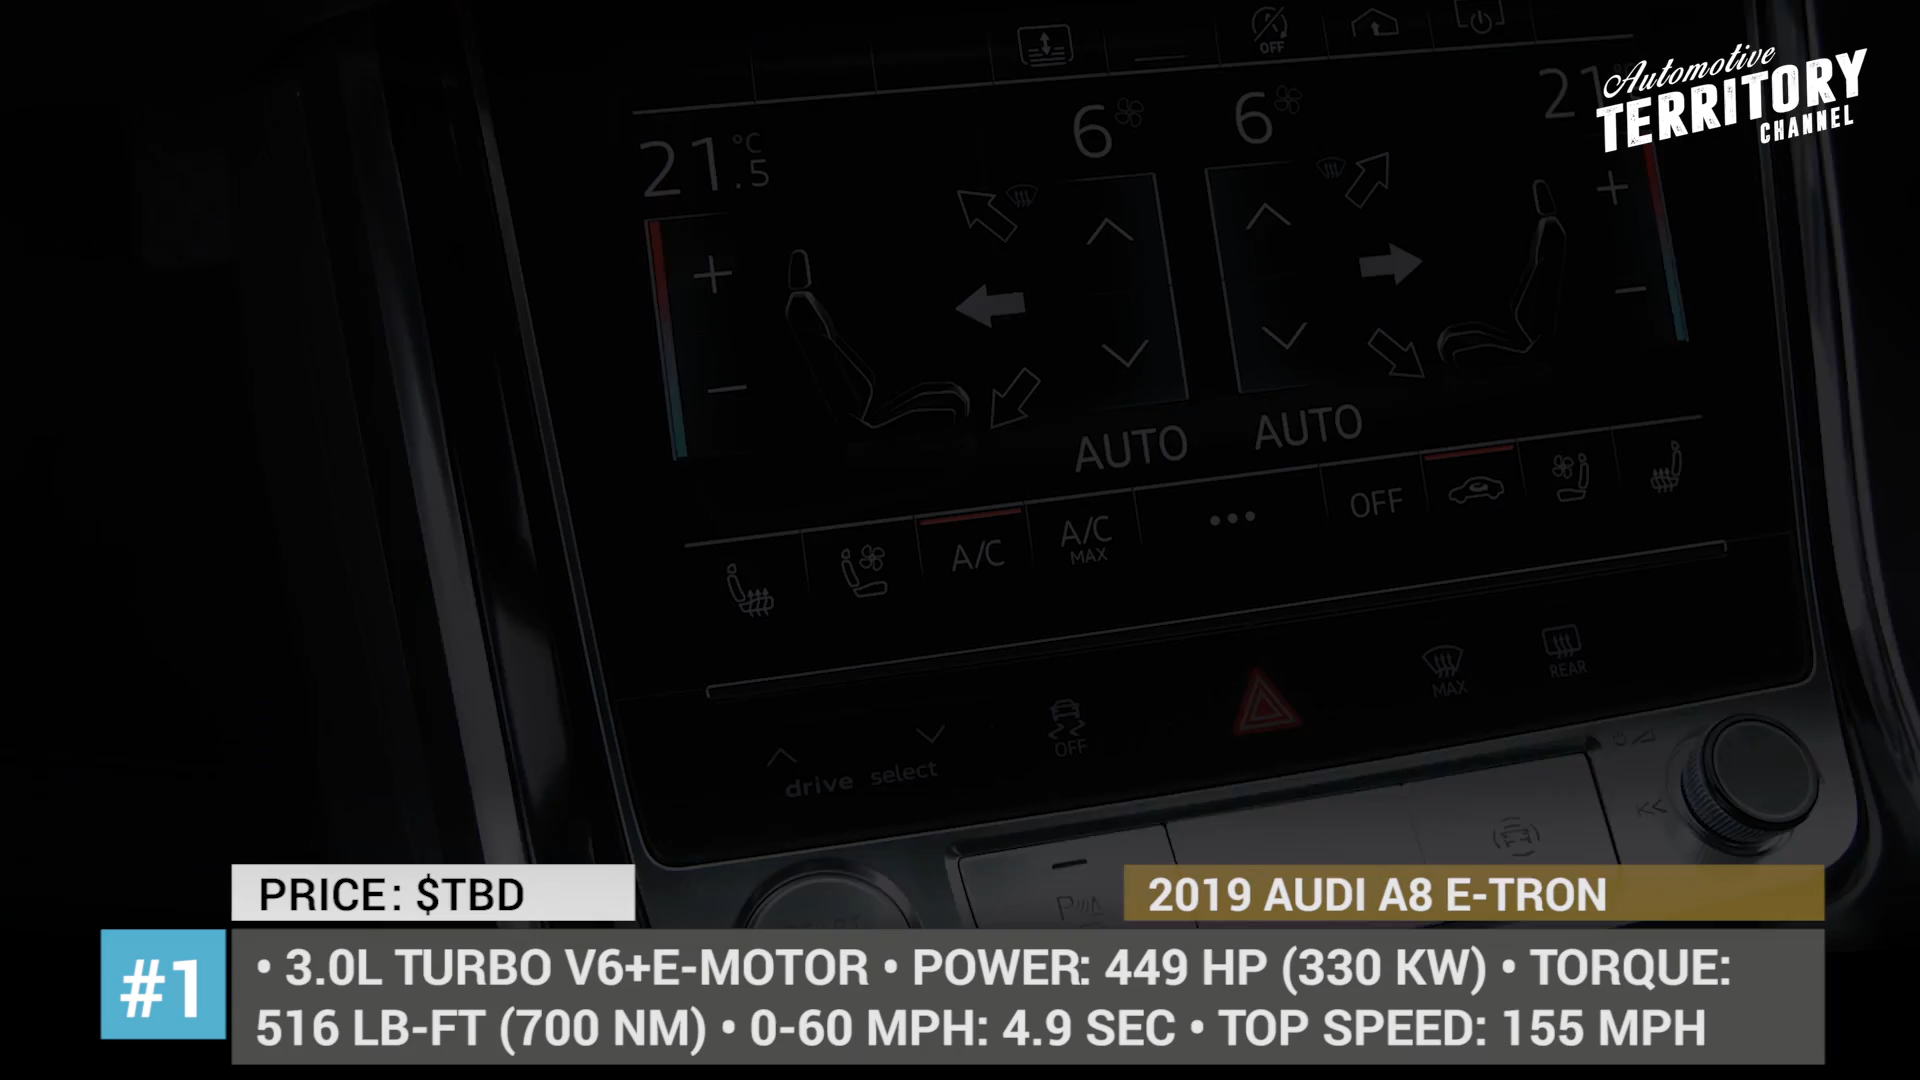 OFF
Automotive
TERRITORY
CHANNEL
21.5 °C
6
6
21
AUTO
AUTO
A/C
A/C
MAX
•••
OFF
REAR
MAX
OFF
drive select
PRICE: $TBD
2019 AUDI A8 E-TRON
#1
• 3.0L TURBO V6+E-MOTOR • POWER: 449 HP (330 KW) • TORQUE:
516 LB-FT (700 NM) • 0-60 MPH: 4.9 SEC • TOP SPEED: 155 MPH